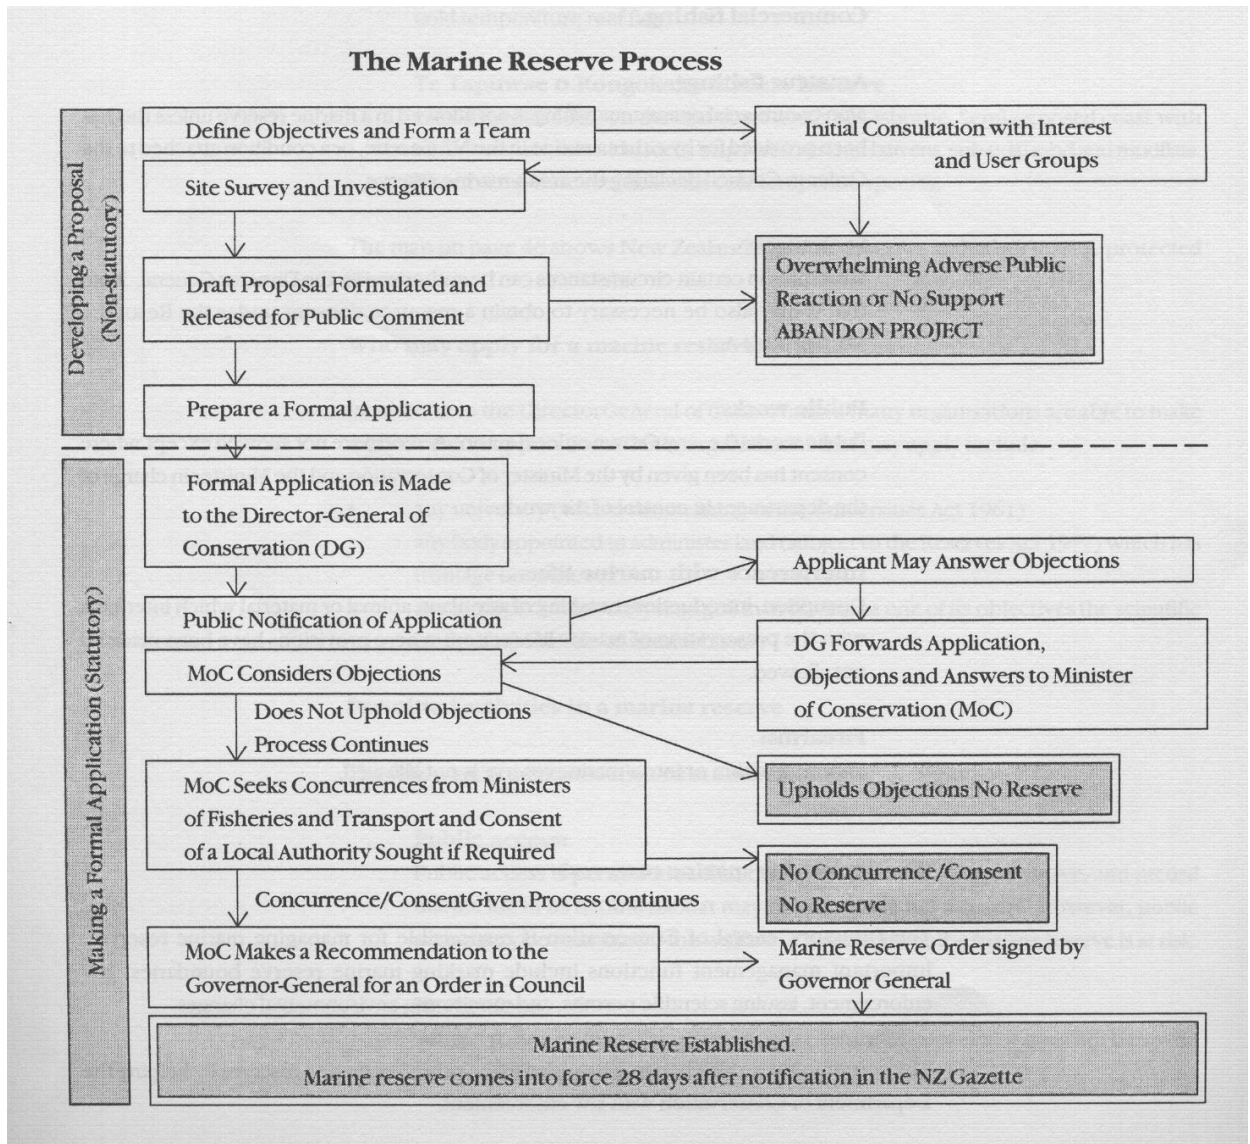 The Marine Reserve Process
Developing a Proposal
(Non-statutory)
Define Objectives and Form a Team
Initial Consultation with Interest
and User Groups
Site Survey and Investigation
Draft Proposal Formulated and
Released for Public Comment
Overwhelming Adverse Public
Reaction or No Support
ABANDON PROJECT
Prepare a Formal Application
Making a Formal Application (Statutory)
Formal Application is Made
to the Director-General of
Conservation (DG)
Applicant May Answer Objections
Public Notification of Application
DG Forwards Application,
Objections and Answers to Minister
of Conservation (MoC)
MoC Considers Objections
Does Not Uphold Objections
Process Continues
Upholds Objections No Reserve
MoC Seeks Concurrences from Ministers
of Fisheries and Transport and Consent
of a Local Authority Sought if Required
No Concurrence/Consent
No Reserve
Concurrence/ConsentGiven Process continues
MoC Makes a Recommendation to the
Governor-General for an Order in Council
Marine Reserve Order signed by
Governor General
Marine Reserve Established.
Marine reserve comes into force 28 days after notification in the NZ Gazette